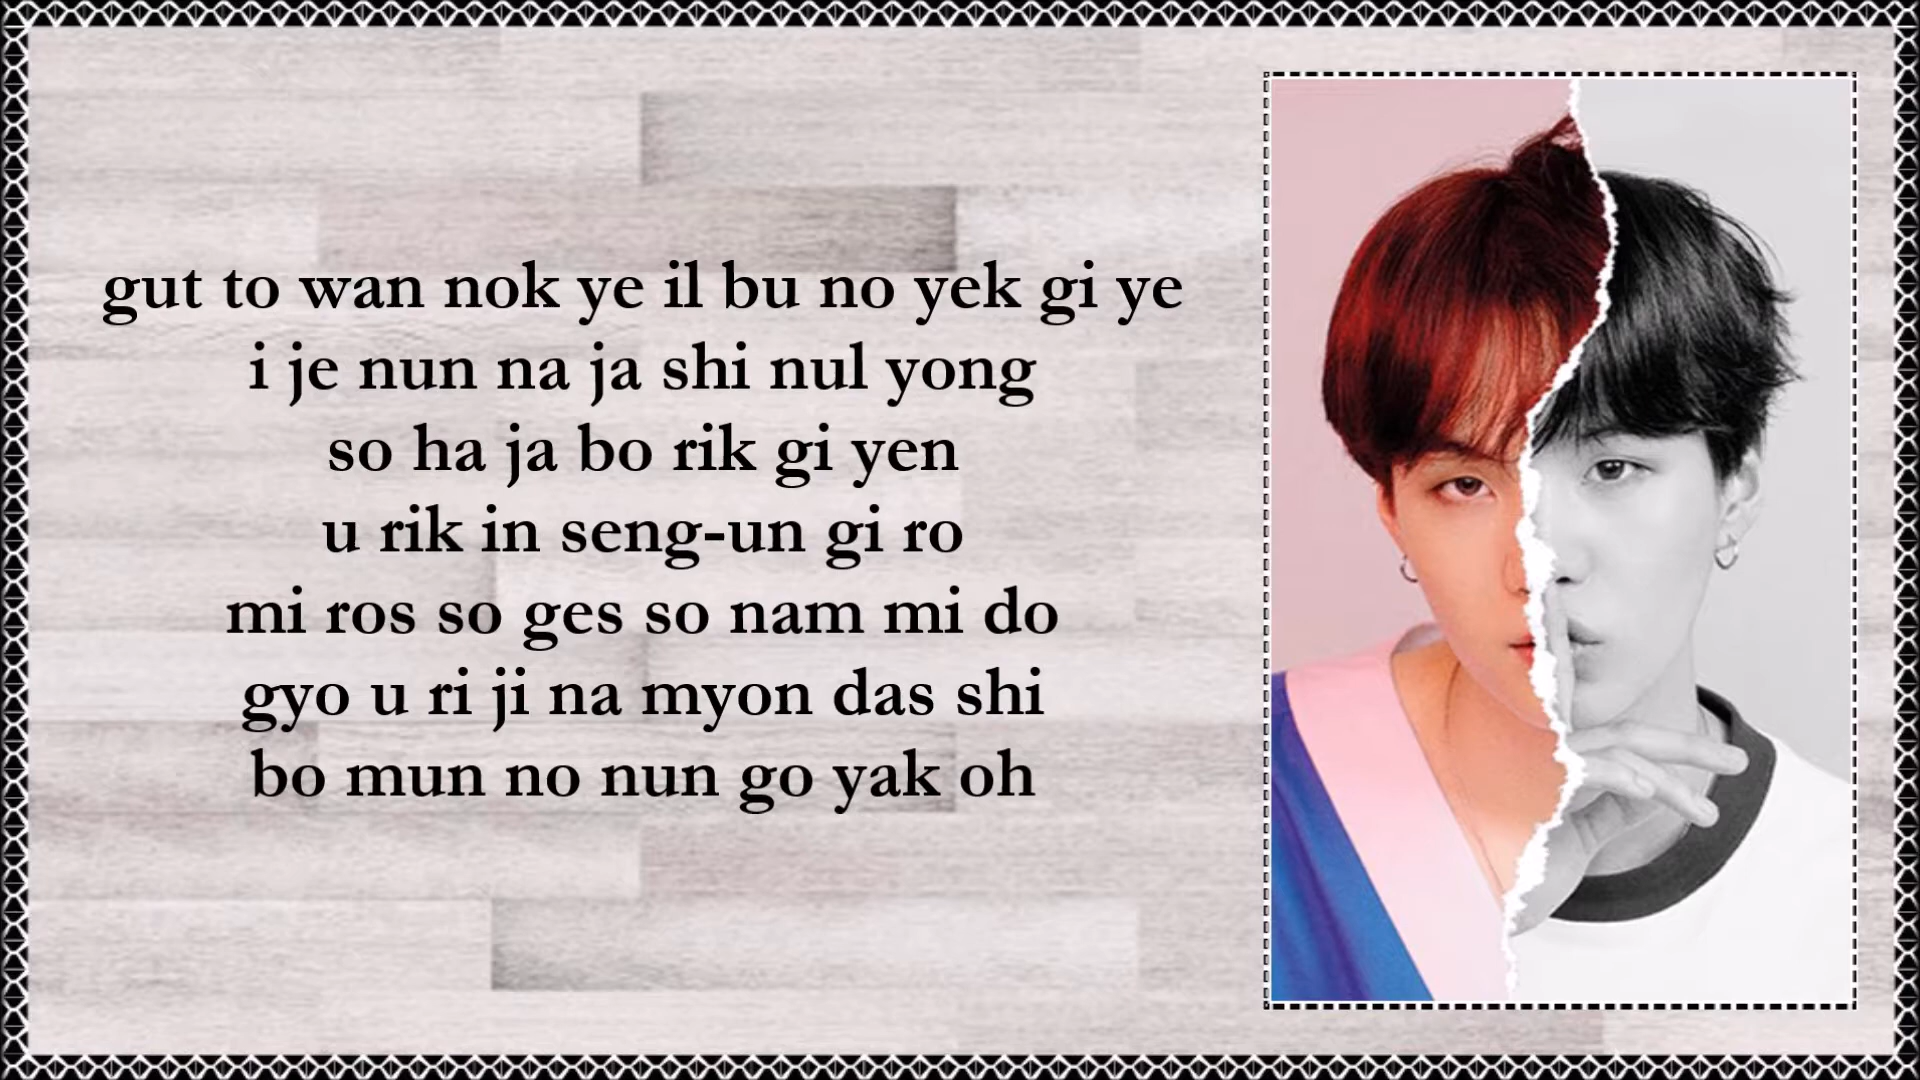 gut to wan nok ye il bu no yek gi ye
i je nun na ja shi nul yong
so ha ja bo rik gi yen
u rik in seng-un gi ro
mi ros so ges so nam mi do
gyo u ri ji na myon das shi
bo mun no nun go yak oh